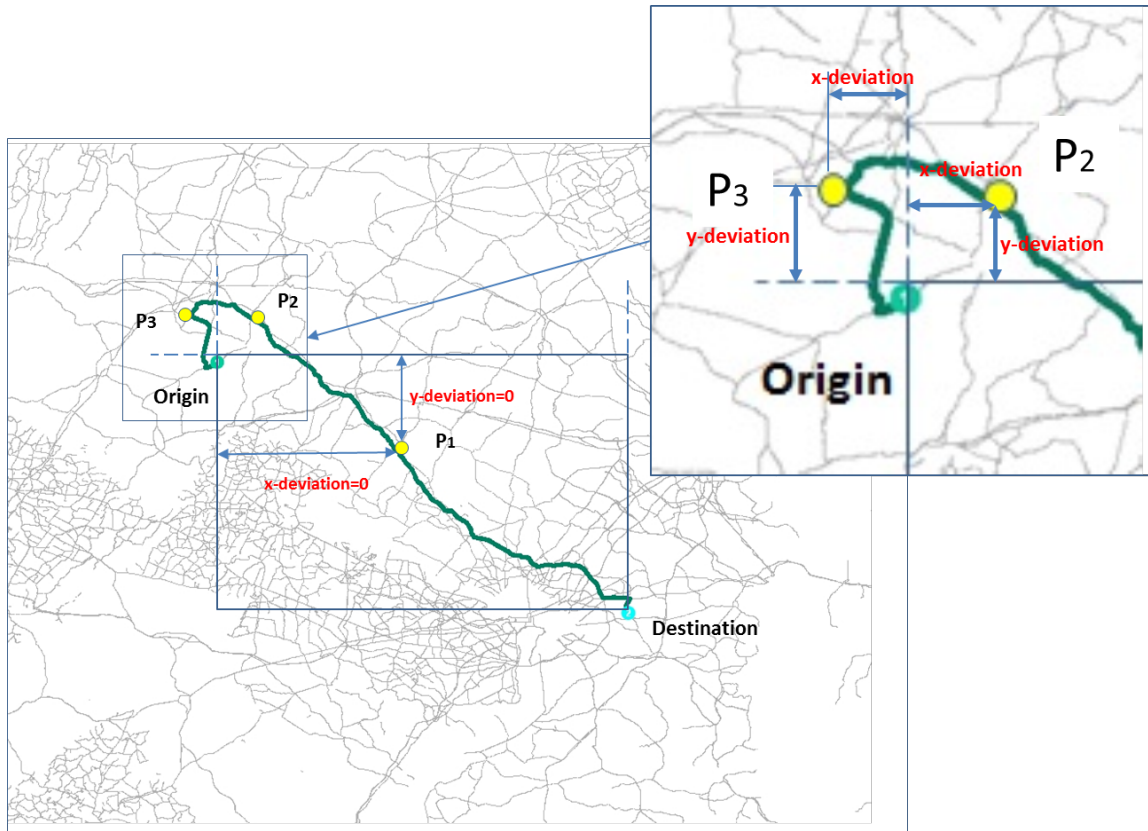 x-deviation
P2
x-deviation
P3
y-deviation
y-deviation
Origin
P2
P3
Origin
y-deviation=0
P1
x-deviation=0
Destination